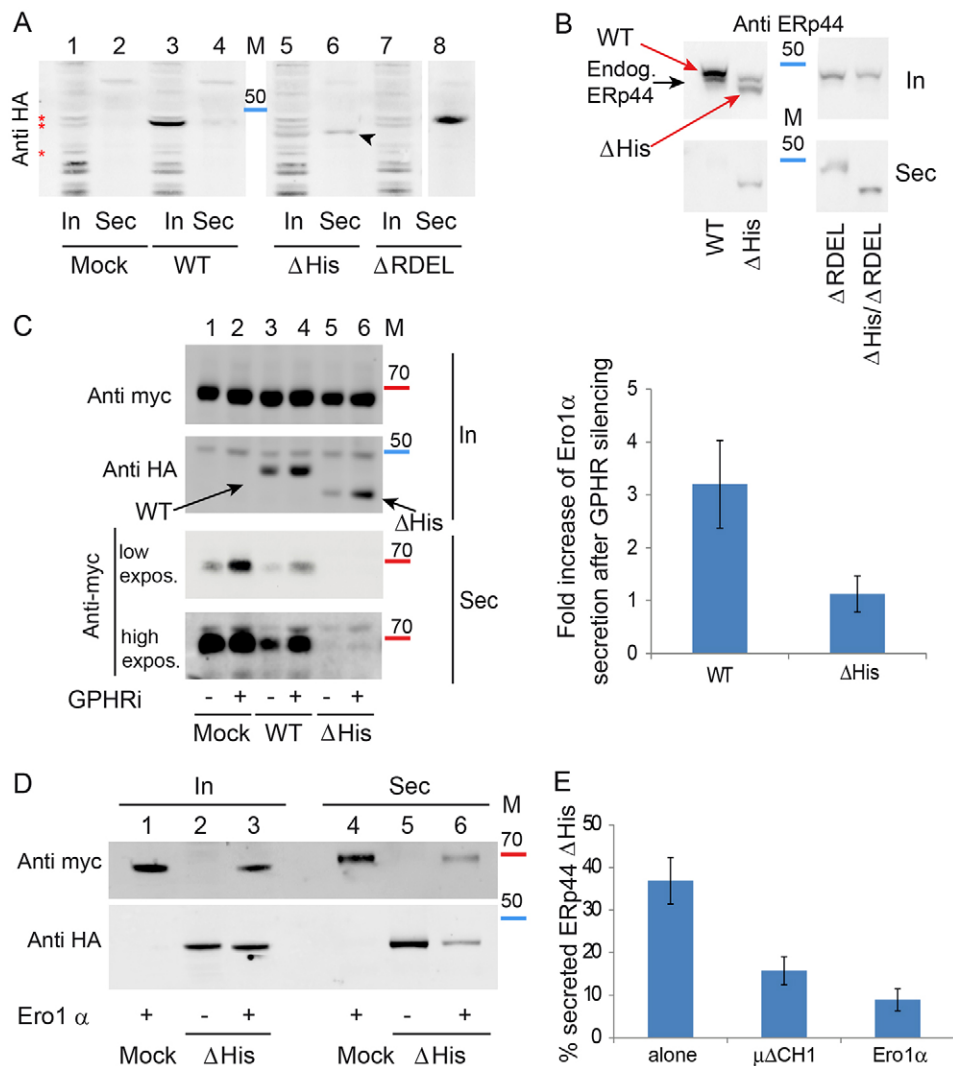 A
1 2 3 4 M 5 6 7 8
Anti HA
50
*
*
*
In Sec In Sec In Sec In Sec
Mock WT ΔHis ΔRDEL
B
Anti ERp44
WT
50
Endog.
ERp44
In
ΔHis
M
50
Sec
WT
ΔHis
ΔRDEL
ΔHis/ΔRDEL
C
1 2 3 4 5 6 M
Anti myc
70
In
Anti HA
50
WT
ΔHis
Anti-myc
low
expos.
70
Sec
high
expos.
70
GPHRi - + - + - +
Mock WT ΔHis
Fold increase of Ero1α
secretion after GPHR silencing
5
4
3
2
1
0
WT ΔHis
D
In Sec
1 2 3 4 5 6 M
Anti myc
70
50
Anti HA
Ero1 α + - + + - +
Mock ΔHis Mock ΔHis
E
% secreted ERp44 ΔHis
50
40
30
20
10
0
alone μΔCH1 Ero1α